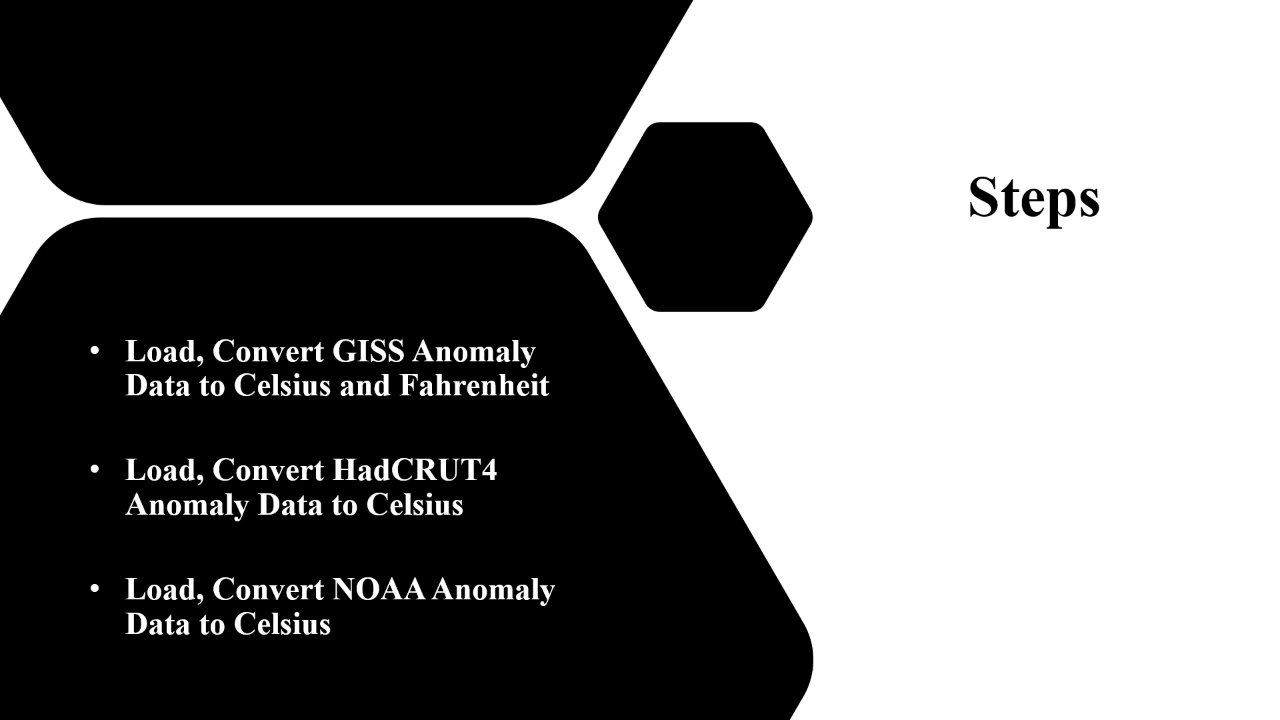 Steps
• Load, Convert GISS Anomaly
Data to Celsius and Fahrenheit
• Load, Convert HadCRUT4
Anomaly Data to Celsius
• Load, Convert NOAA Anomaly
Data to Celsius